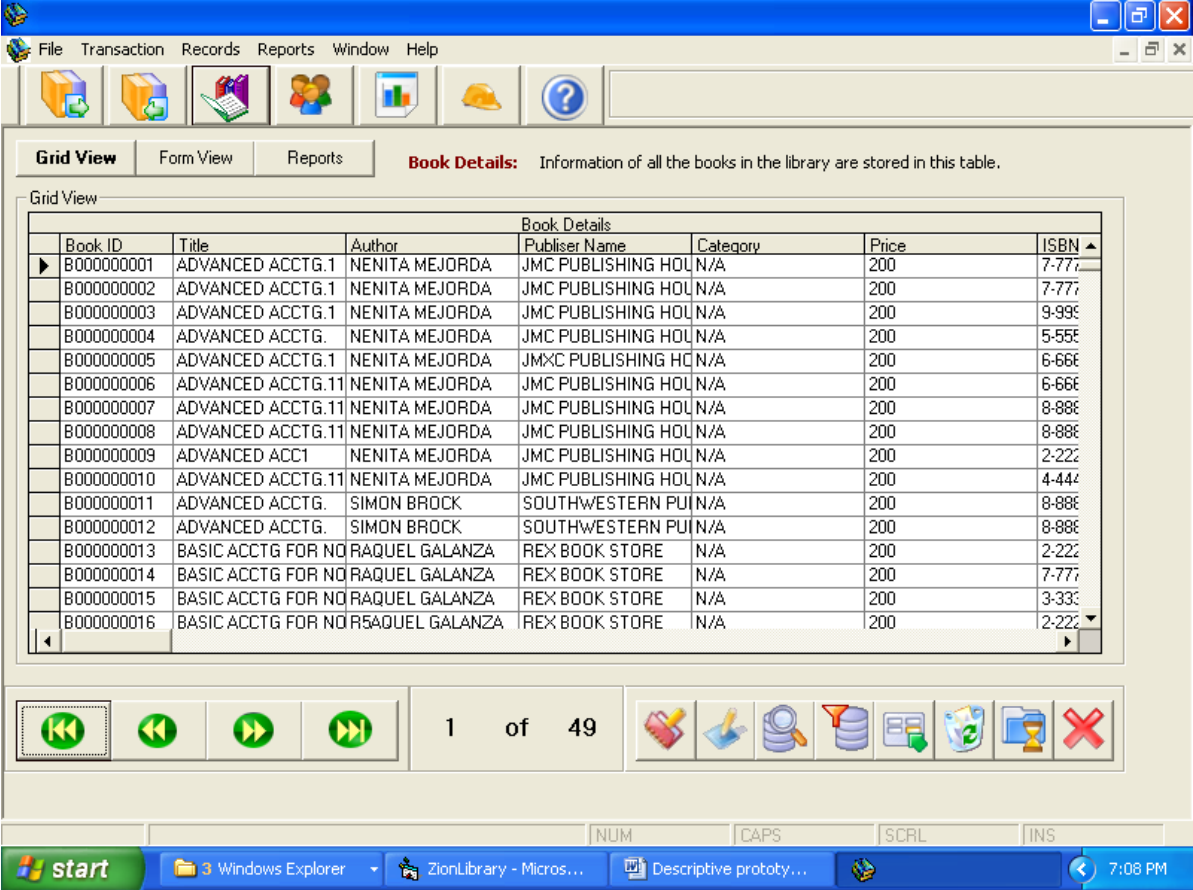 File Transaction Records Reports Window Help
Grid View Form View Reports Book Details: Information of all the books in the library are stored in this table.
Grid View
Book Details
Book ID Title Author Publiser Name Category Price ISBN
B000000001 ADVANCED ACCTG.1 NENITA MEJORDA JMC PUBLISHING HOU N/A 200 7-777
B000000002 ADVANCED ACCTG.1 NENITA MEJORDA JMC PUBLISHING HOU N/A 200 7-777
B000000003 ADVANCED ACCTG.1 NENITA MEJORDA JMC PUBLISHING HOU N/A 200 9-999
B000000004 ADVANCED ACCTG. NENITA MEJORDA JMC PUBLISHING HOU N/A 200 5-555
B000000005 ADVANCED ACCTG.1 NENITA MEJORDA JMXC PUBLISHING HO N/A 200 6-666
B000000006 ADVANCED ACCTG.11 NENITA MEJORDA JMC PUBLISHING HOU N/A 200 6-666
B000000007 ADVANCED ACCTG.11 NENITA MEJORDA JMC PUBLISHING HOU N/A 200 8-888
B000000008 ADVANCED ACCTG.11 NENITA MEJORDA JMC PUBLISHING HOU N/A 200 8-888
B000000009 ADVANCED ACC1 NENITA MEJORDA JMC PUBLISHING HOU N/A 200 2-222
B000000010 ADVANCED ACCTG.11 NENITA MEJORDA JMC PUBLISHING HOU N/A 200 4-444
B000000011 ADVANCED ACCTG. SIMON BROCK SOUTHWESTERN PU N/A 200 8-888
B000000012 ADVANCED ACCTG. SIMON BROCK SOUTHWESTERN PU N/A 200 8-888
B000000013 BASIC ACCTG FOR NO RAQUEL GALANZA REX BOOK STORE N/A 200 2-222
B000000014 BASIC ACCTG FOR NO RAQUEL GALANZA REX BOOK STORE N/A 200 7-777
B000000015 BASIC ACCTG FOR NO RAQUEL GALANZA REX BOOK STORE N/A 200 3-333
B000000016 BASIC ACCTG FOR NO R5AQUEL GALANZA REX BOOK STORE N/A 200 2-222
1 of 49
NUM CAPS SCRL INS
start 3 Windows Explorer ZionLibrary - Micros... Descriptive prototy... 7:08 PM